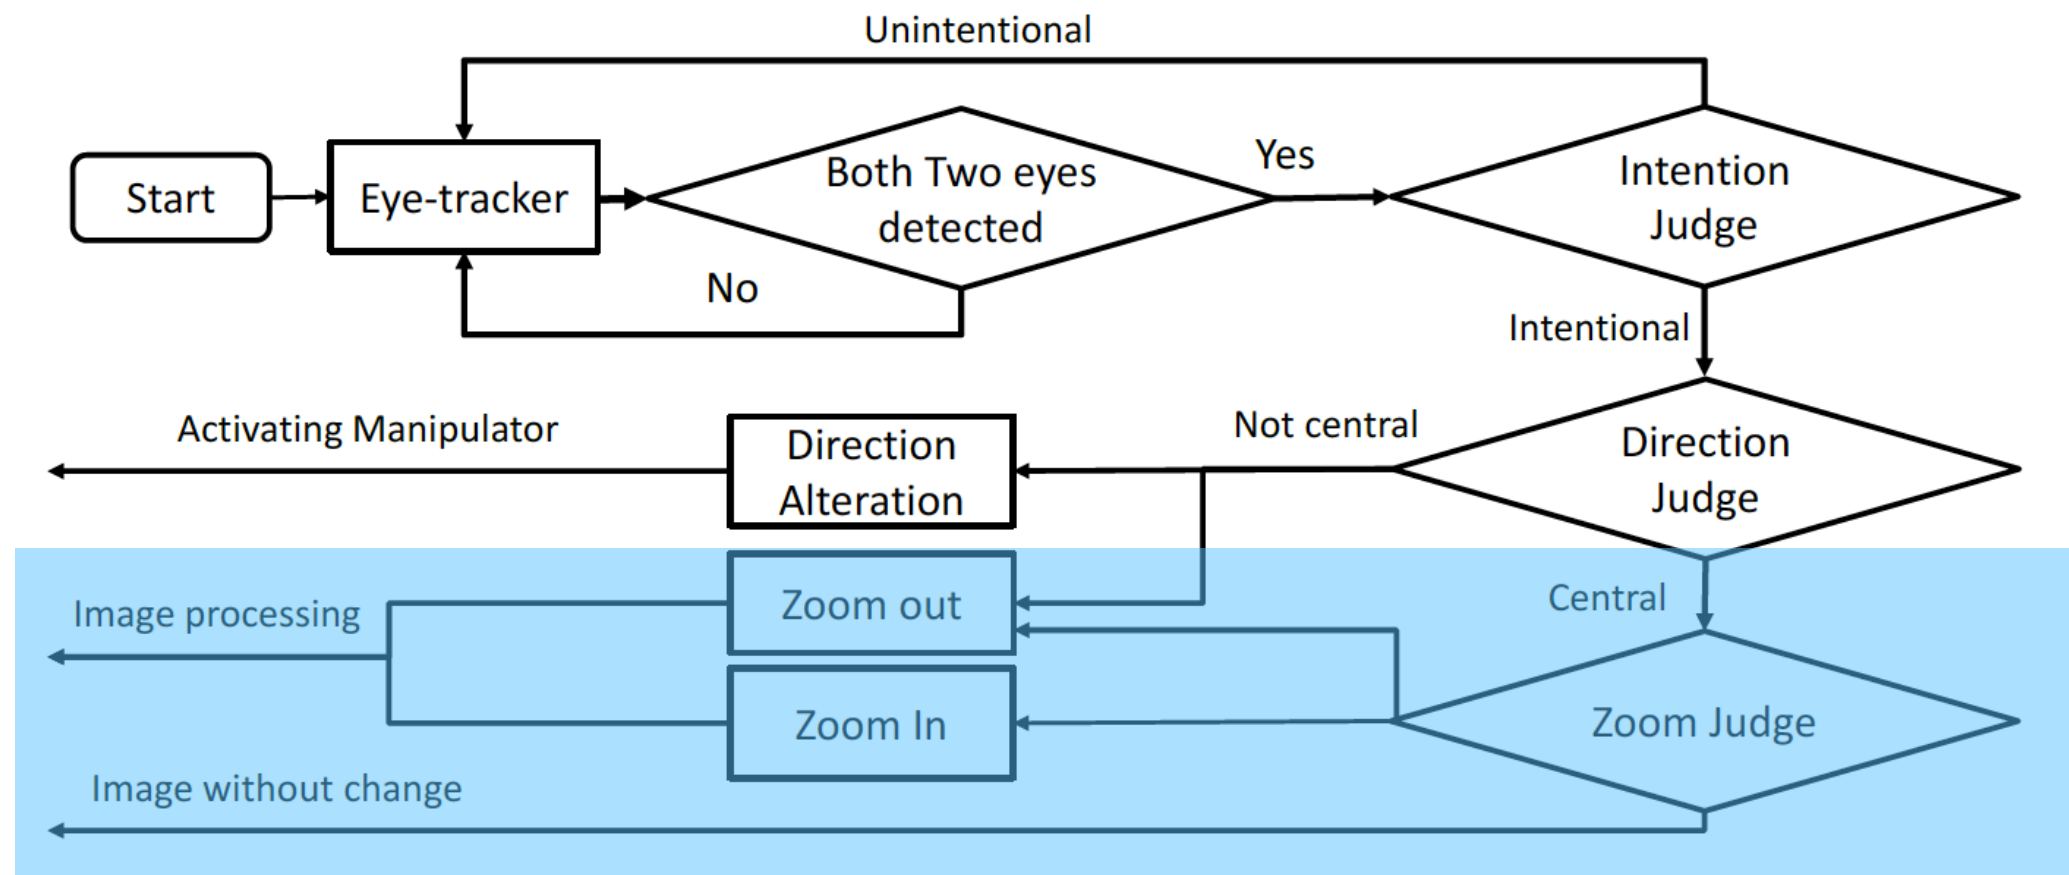 Unintentional
Start
Eye-tracker
Both Two eyes
detected
Yes
Intention
Judge
No
Intentional
Activating Manipulator
Direction
Alteration
Not central
Direction
Judge
Image processing
Zoom out
Central
Zoom In
Zoom Judge
Image without change